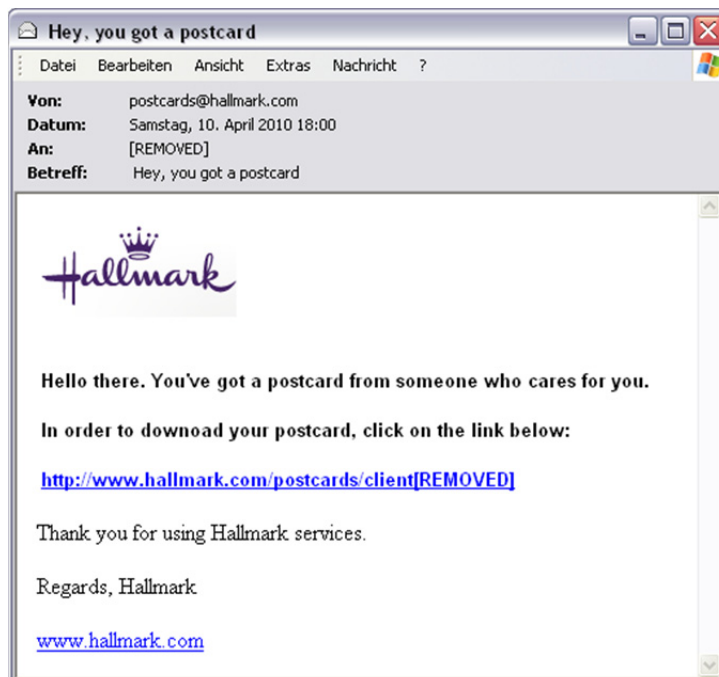 Hey, you got a postcard
Datei Bearbeiten Ansicht Extras Nachricht ?
Von: postcards@hallmark.com
Datum: Samstag, 10. April 2010 18:00
An: [REMOVED]
Betreff: Hey, you got a postcard
Hallmark
Hello there. You've got a postcard from someone who cares for you.
In order to downoad your postcard, click on the link below:
http://www.hallmark.com/postcards/client[REMOVED]
Thank you for using Hallmark services.
Regards, Hallmark
www.hallmark.com